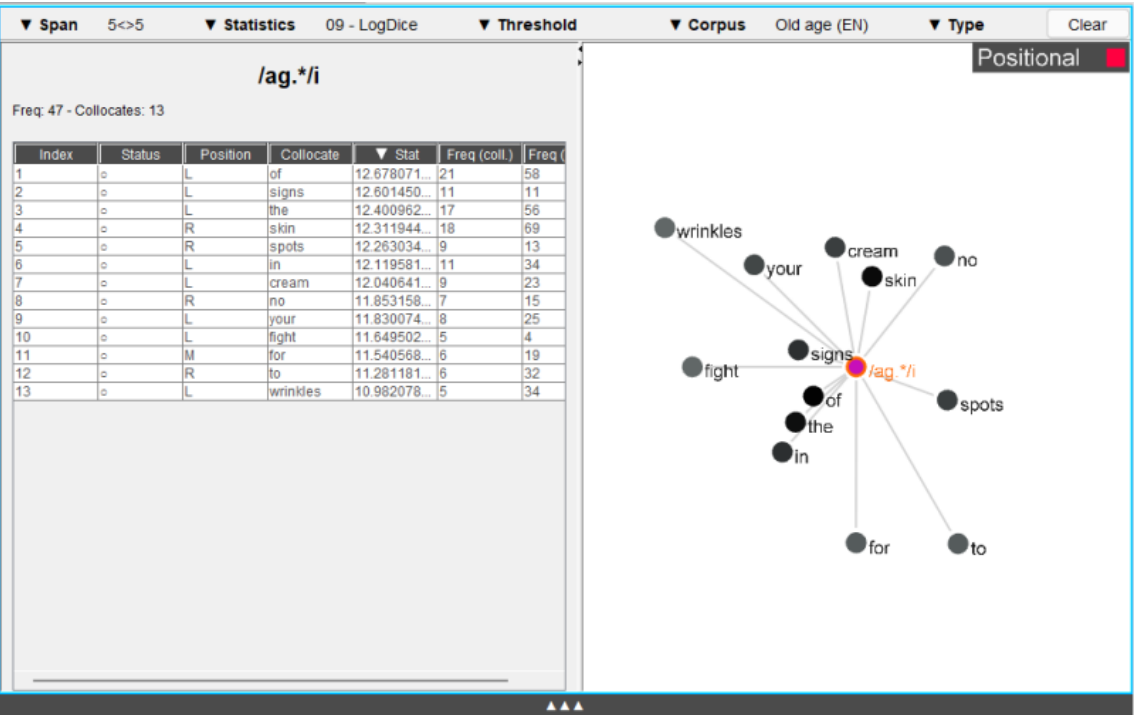 ▼ Span 5<>5 ▼ Statistics 09 - LogDice ▼ Threshold ▼ Corpus Old age (EN) ▼ Type Clear
/ag.*/i
Freq: 47 - Collocates: 13
Index Status Position Collocate ▼ Stat Freq (coll.) Freq (
1 ○ L of 12.678071... 21 58
2 ○ L signs 12.601450... 11 11
3 ○ L the 12.400962... 17 56
4 ○ R skin 12.311944... 18 69
5 ○ R spots 12.263034... 9 13
6 ○ L in 12.119581... 11 34
7 ○ L cream 12.040641... 9 23
8 ○ R no 11.853158... 7 15
9 ○ L your 11.830074... 8 25
10 ○ L fight 11.649502... 5 4
11 ○ M for 11.540568... 6 19
12 ○ R to 11.281181... 6 32
13 ○ L wrinkles 10.982078... 5 34
Positional
wrinkles
cream
no
your
skin
signs
fight
/ag.*/i
of
spots
the
in
for
to
▲▲▲